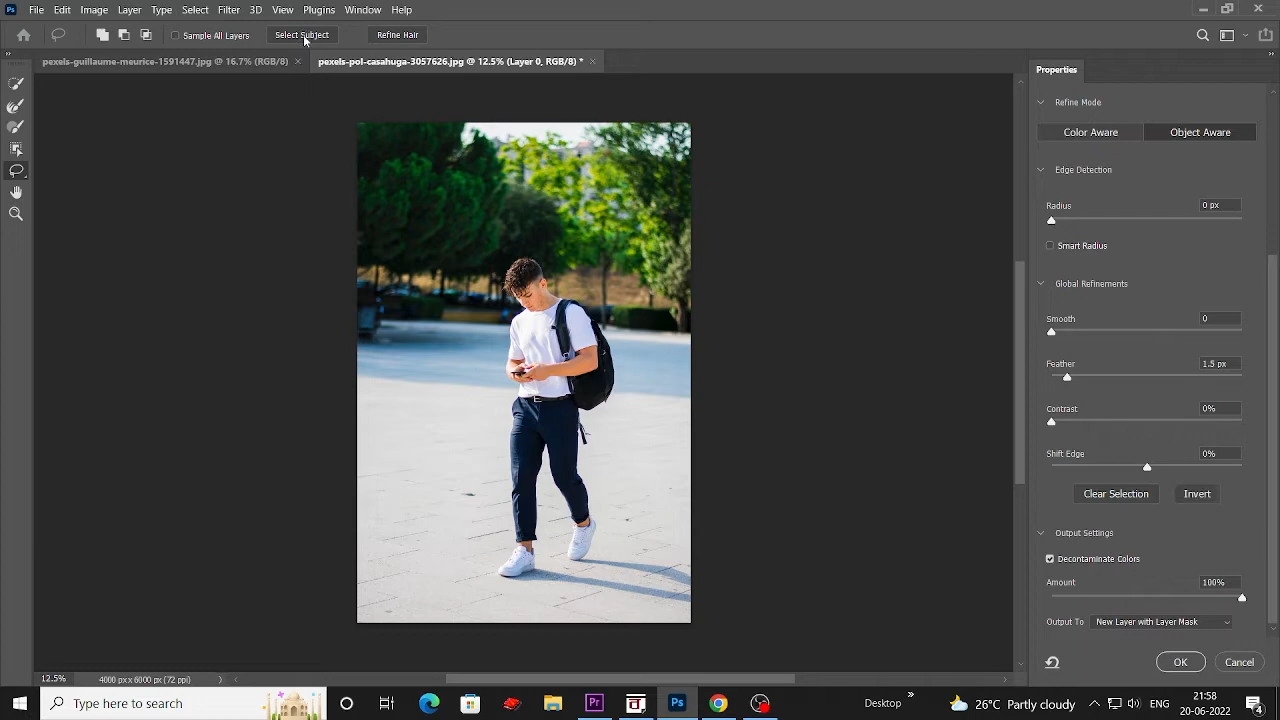 Ps File Edit Image Layer Type Select Filter 3D View Plugins Window Help
Sample All Layers Select Subject Refine Hair
pexels-guillaume-meurice-1591447.jpg @ 16.7% (RGB/8) pexels-pol-casahuga-3057626.jpg @ 12.5% (Layer 0, RGB/8) *
Properties
Refine Mode
Color Aware Object Aware
Edge Detection
Radius 0 px
Smart Radius
Global Refinements
Smooth 0
Feather 1.5 px
Contrast 0%
Shift Edge 0%
Clear Selection Invert
Output Settings
Decontaminate Colors
Amount 100%
Output To New Layer with Layer Mask
OK Cancel
12.5% 4000 px x 6000 px (72 ppi)
Type here to search
Pr
Ps
Desktop
25°C Partly cloudy
ENG
21:58
20-06-2022
4